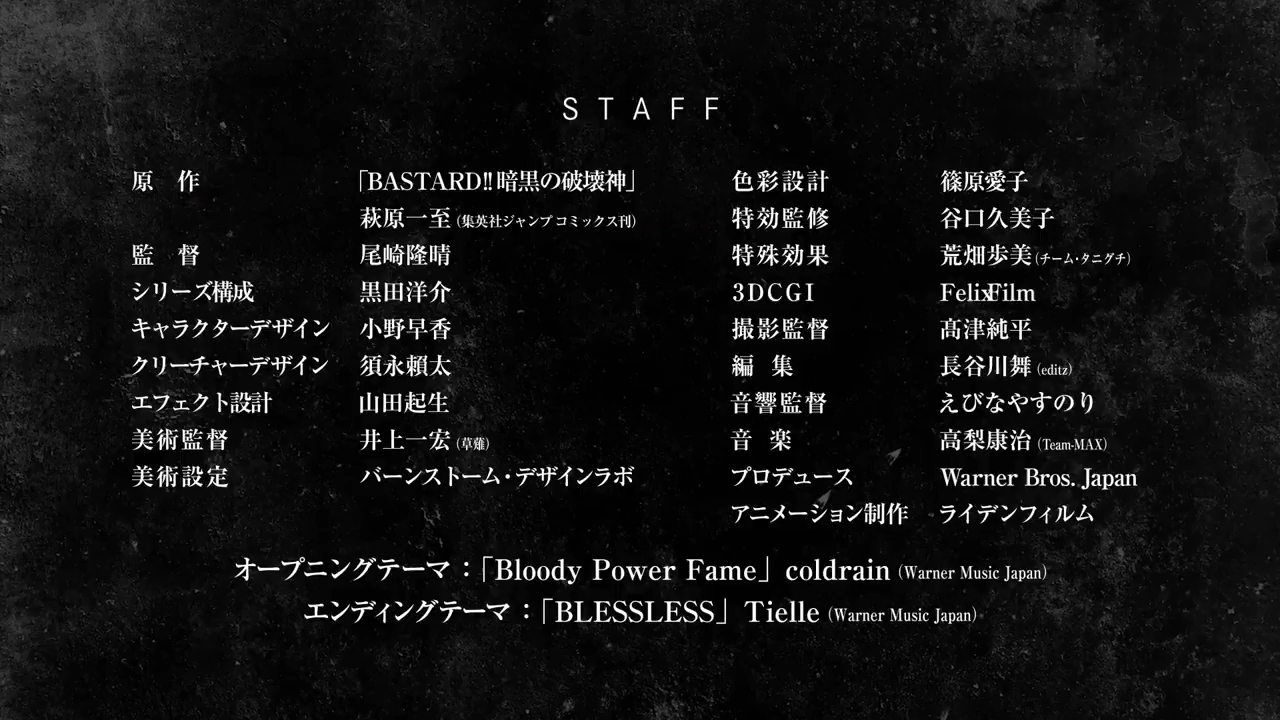 STAFF
原 作 「BASTARD!!暗黒の破壊神」
萩原一至(集英社ジャンプコミックス刊)
監 督 尾崎隆晴
シリーズ構成 黒田洋介
キャラクターデザイン 小野早香
クリーチャーデザイン 須永頼太
エフェクト設計 山田起生
美術監督 井上一宏(草薙)
美術設定 バーンストーム・デザインラボ
色彩設計 篠原愛子
特効監修 谷口久美子
特殊効果 荒畑歩美(チーム・タニグチ)
3DCGI FelixFilm
撮影監督 髙津純平
編 集 長谷川舞(editz)
音響監督 えびなやすのり
音 楽 高梨康治(Team-MAX)
プロデュース Warner Bros. Japan
アニメーション制作 ライデンフィルム
オープニングテーマ：「Bloody Power Fame」coldrain(Warner Music Japan)
エンディングテーマ：「BLESSLESS」Tielle(Warner Music Japan)